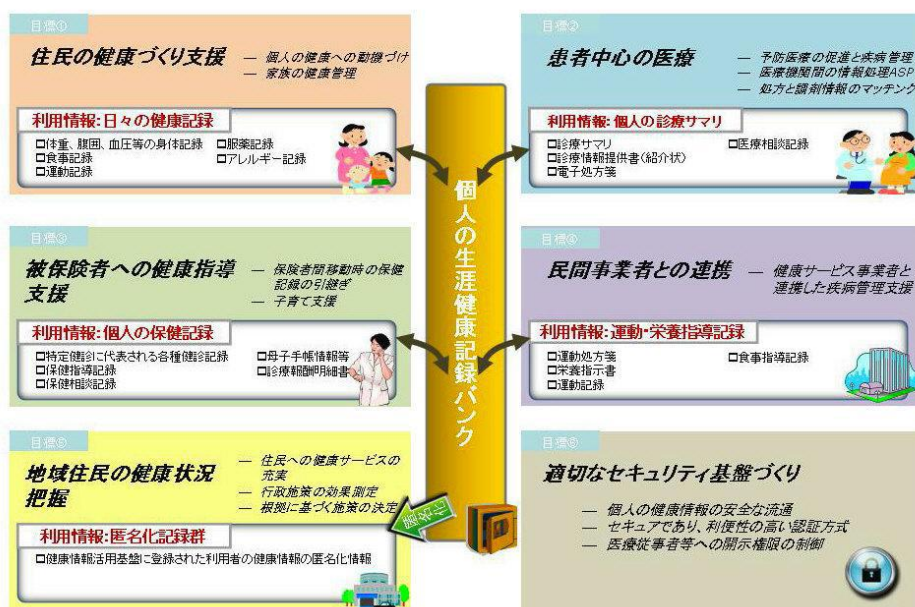 目標①
住民の健康づくり支援
― 個人の健康への動機づけ
― 家族の健康管理
利用情報:日々の健康記録
□体重、腹囲、血圧等の身体記録
□食事記録
□運動記録
□服薬記録
□アレルギー記録
目標②
患者中心の医療
― 予防医療の促進と疾病管理
― 医療機関間の情報処理ASP
― 処方と調剤情報のマッチング
利用情報:個人の診療サマリ
□診療サマリ
□診療情報提供書(紹介状)
□電子処方箋
□医療相談記録
目標③
被保険者への健康指導
支援
― 保険者間移動時の保健
記録の引継ぎ
― 子育て支援
利用情報:個人の保健記録
□特定健診に代表される各種健診記録
□保健指導記録
□保健相談記録
□母子手帳情報等
□診療報酬明細書
個人の生涯健康記録バンク
目標④
民間事業者との連携
― 健康サービス事業者と
連携した疾病管理支援
利用情報:運動・栄養指導記録
□運動処方箋
□栄養指示書
□運動記録
□食事指導記録
目標⑤
地域住民の健康状況
把握
― 住民への健康サービスの
充実
― 行政施策の効果測定
― 根拠に基づく施策の決定
匿名化
利用情報:匿名化記録群
□健康情報活用基盤に登録された利用者の健康情報の匿名化情報
目標⑥
適切なセキュリティ基盤づくり
― 個人の健康情報の安全な流通
― セキュアであり、利便性の高い認証方式
― 医療従事者等への開示権限の制御